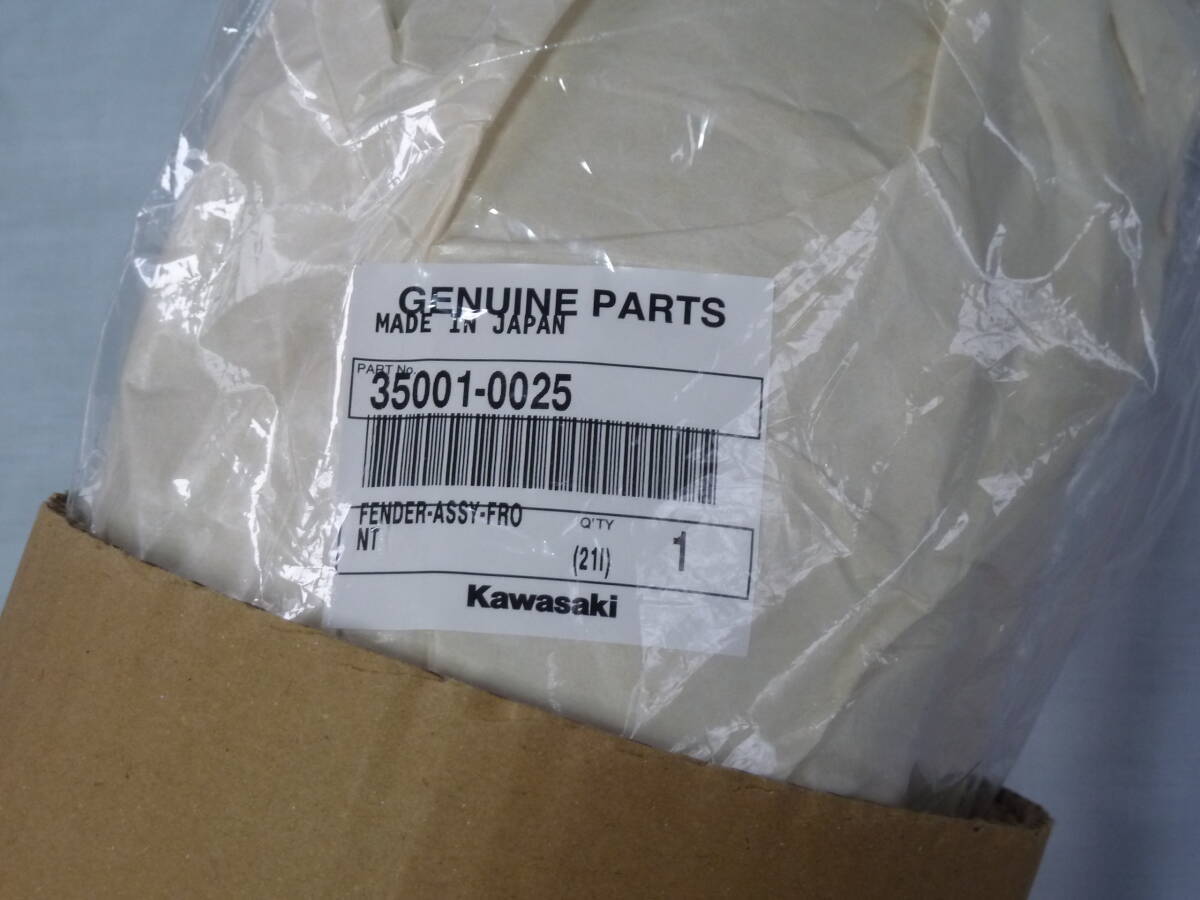 GENUINE PARTS
MADE IN JAPAN
PART No.
35001-0025
FENDER-ASSY-FRO
NT
Q'TY
(21I)
1
Kawasaki